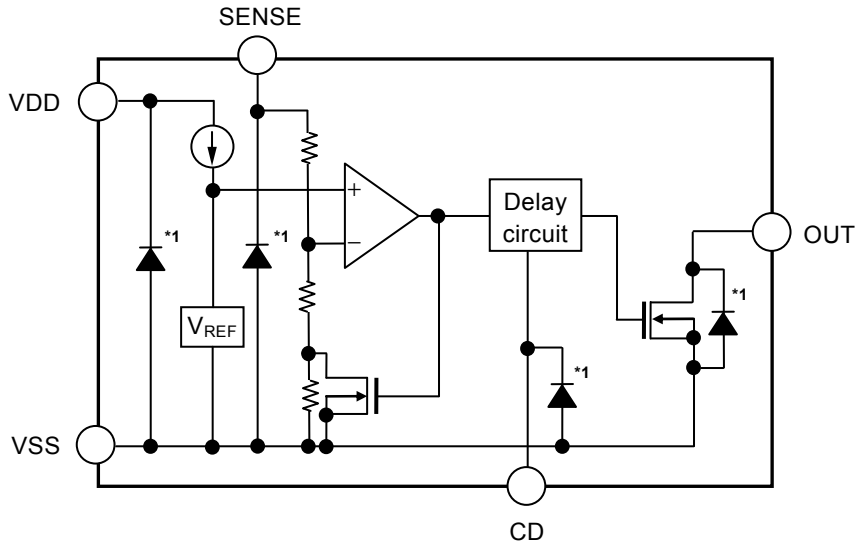 SENSE
VDD
*1
*1
+
−
Delay
circuit
OUT
*1
VREF
*1
VSS
CD